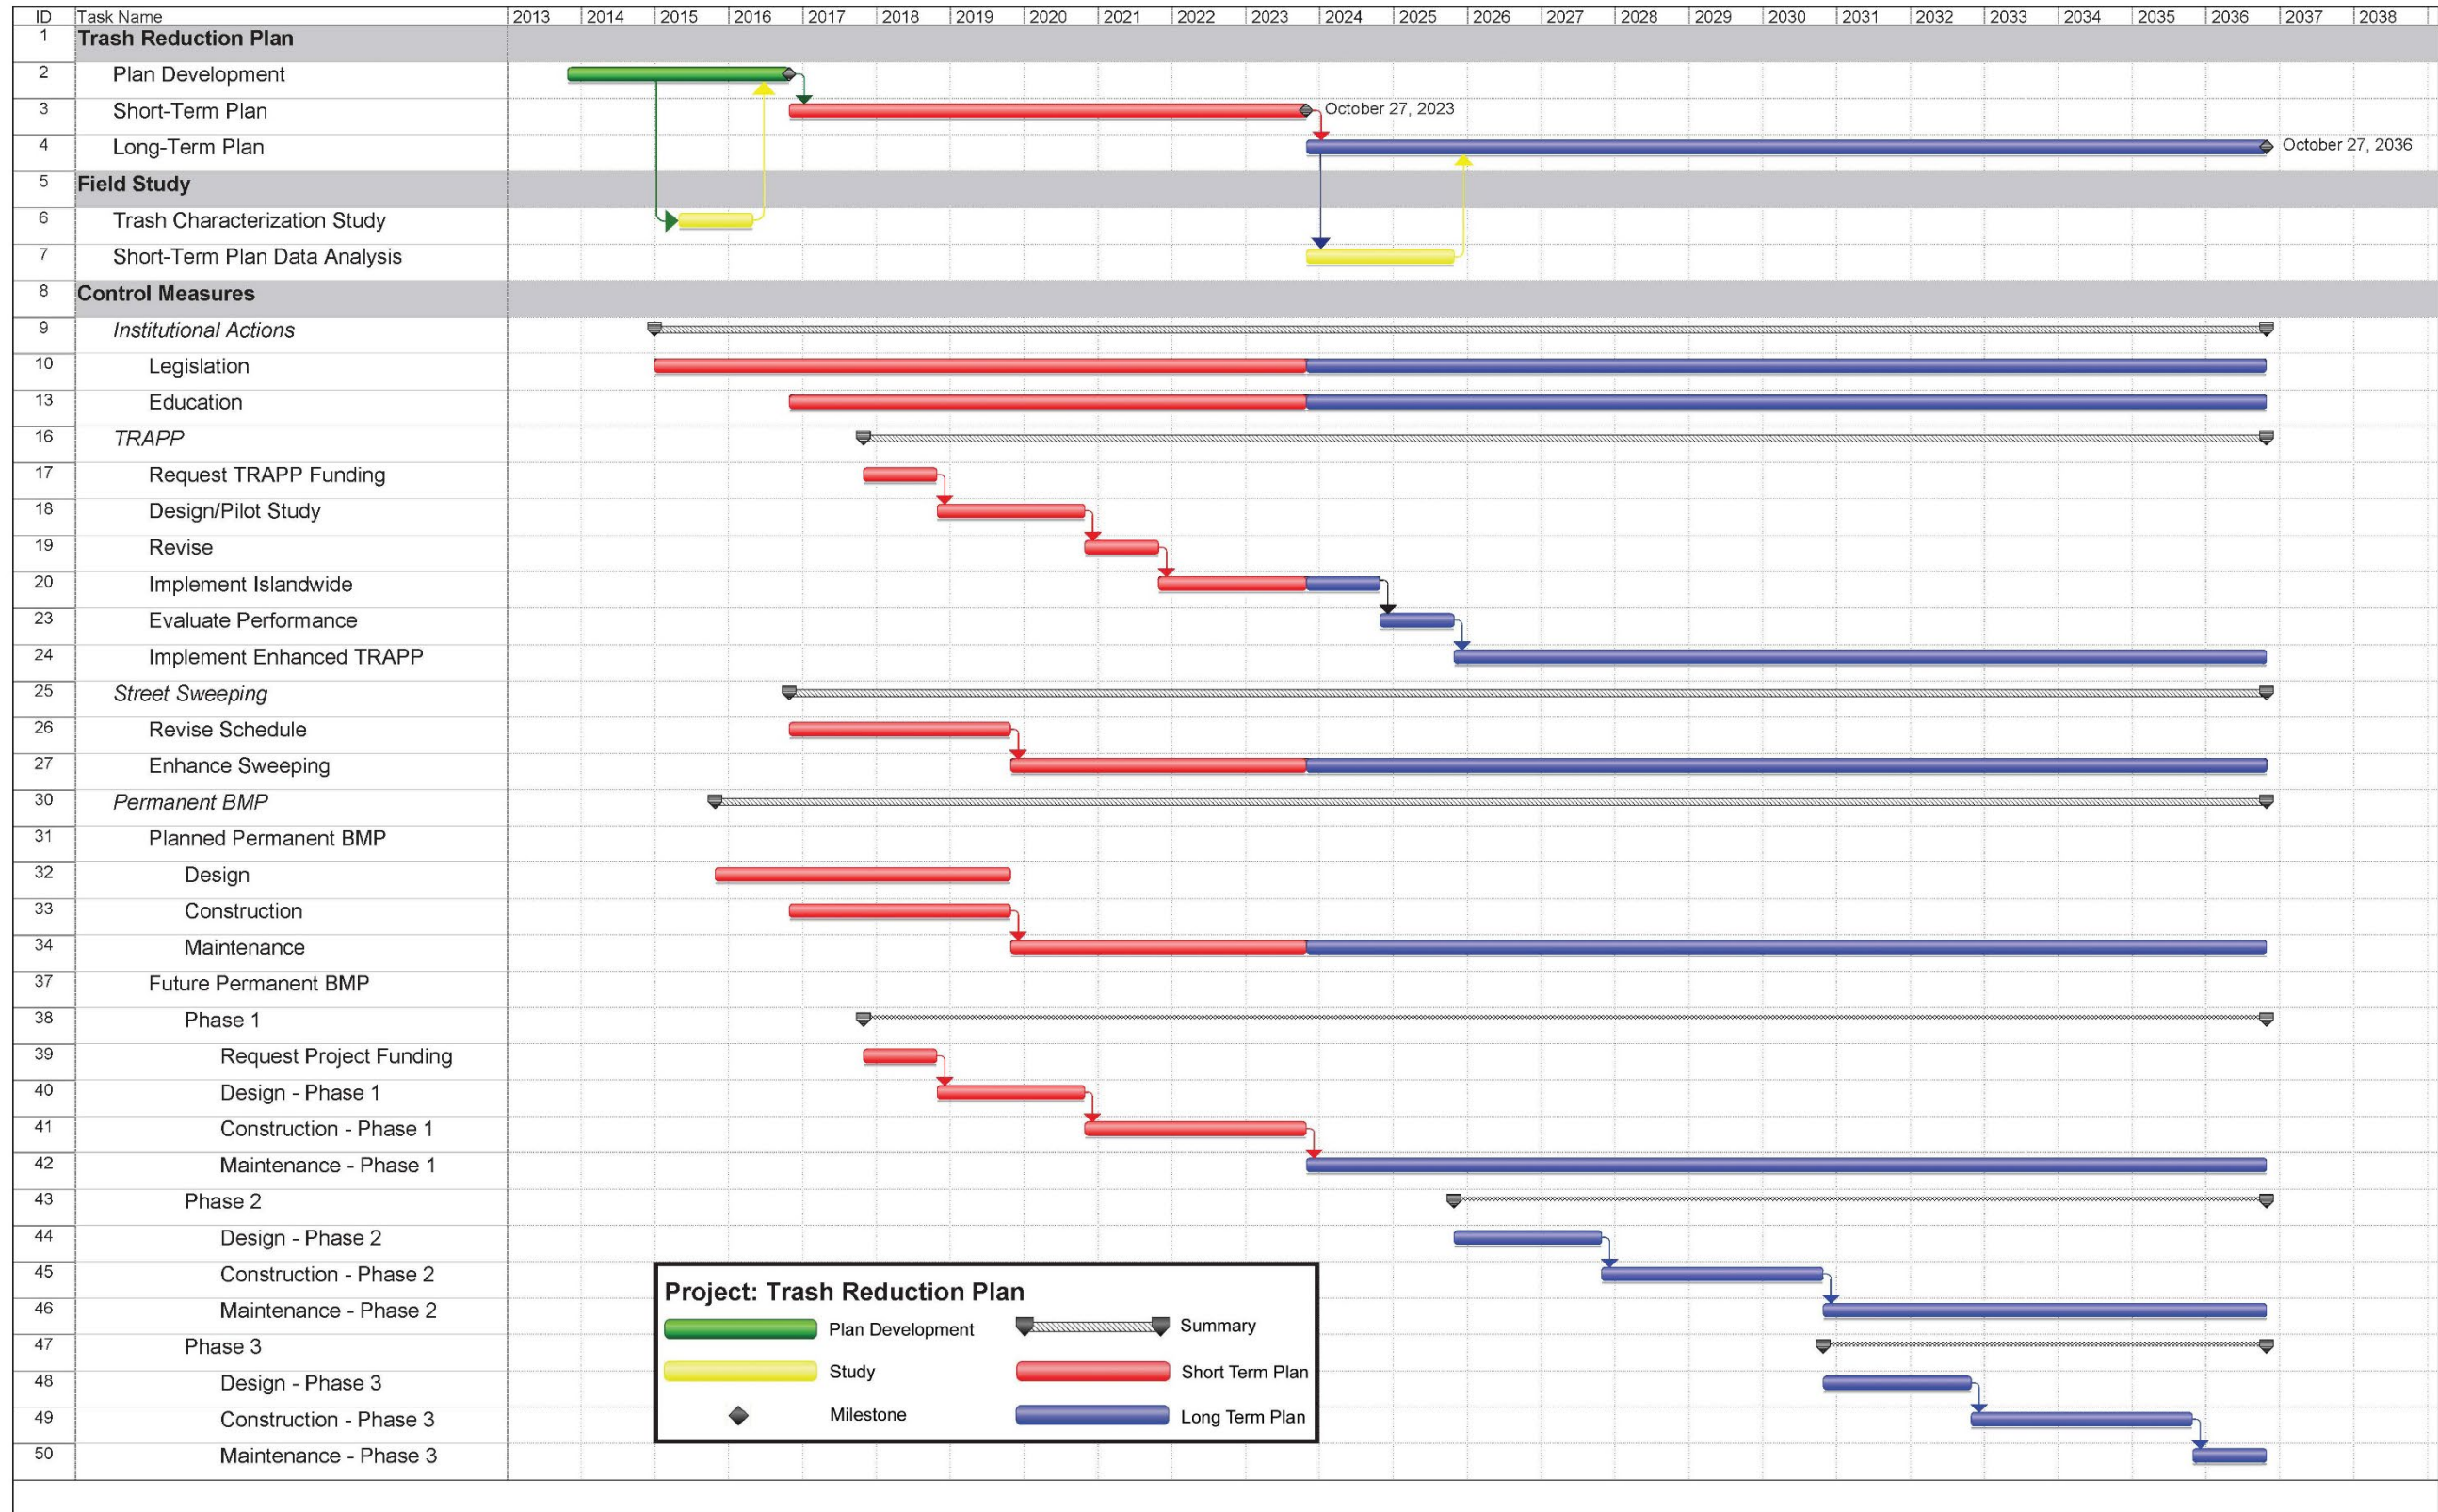 ID Task Name 2013 2014 2015 2016 2017 2018 2019 2020 2021 2022 2023 2024 2025 2026 2027 2028 2029 2030 2031 2032 2033 2034 2035 2036 2037 2038
1 Trash Reduction Plan
2 Plan Development
3 Short-Term Plan October 27, 2023
4 Long-Term Plan October 27, 2036
5 Field Study
6 Trash Characterization Study
7 Short-Term Plan Data Analysis
8 Control Measures
9 Institutional Actions
10 Legislation
13 Education
16 TRAPP
17 Request TRAPP Funding
18 Design/Pilot Study
19 Revise
20 Implement Islandwide
23 Evaluate Performance
24 Implement Enhanced TRAPP
25 Street Sweeping
26 Revise Schedule
27 Enhance Sweeping
30 Permanent BMP
31 Planned Permanent BMP
32 Design
33 Construction
34 Maintenance
37 Future Permanent BMP
38 Phase 1
39 Request Project Funding
40 Design - Phase 1
41 Construction - Phase 1
42 Maintenance - Phase 1
43 Phase 2
44 Design - Phase 2
45 Construction - Phase 2
46 Maintenance - Phase 2
47 Phase 3
48 Design - Phase 3
49 Construction - Phase 3
50 Maintenance - Phase 3
Project: Trash Reduction Plan
Plan Development Summary
Study Short Term Plan
Milestone Long Term Plan